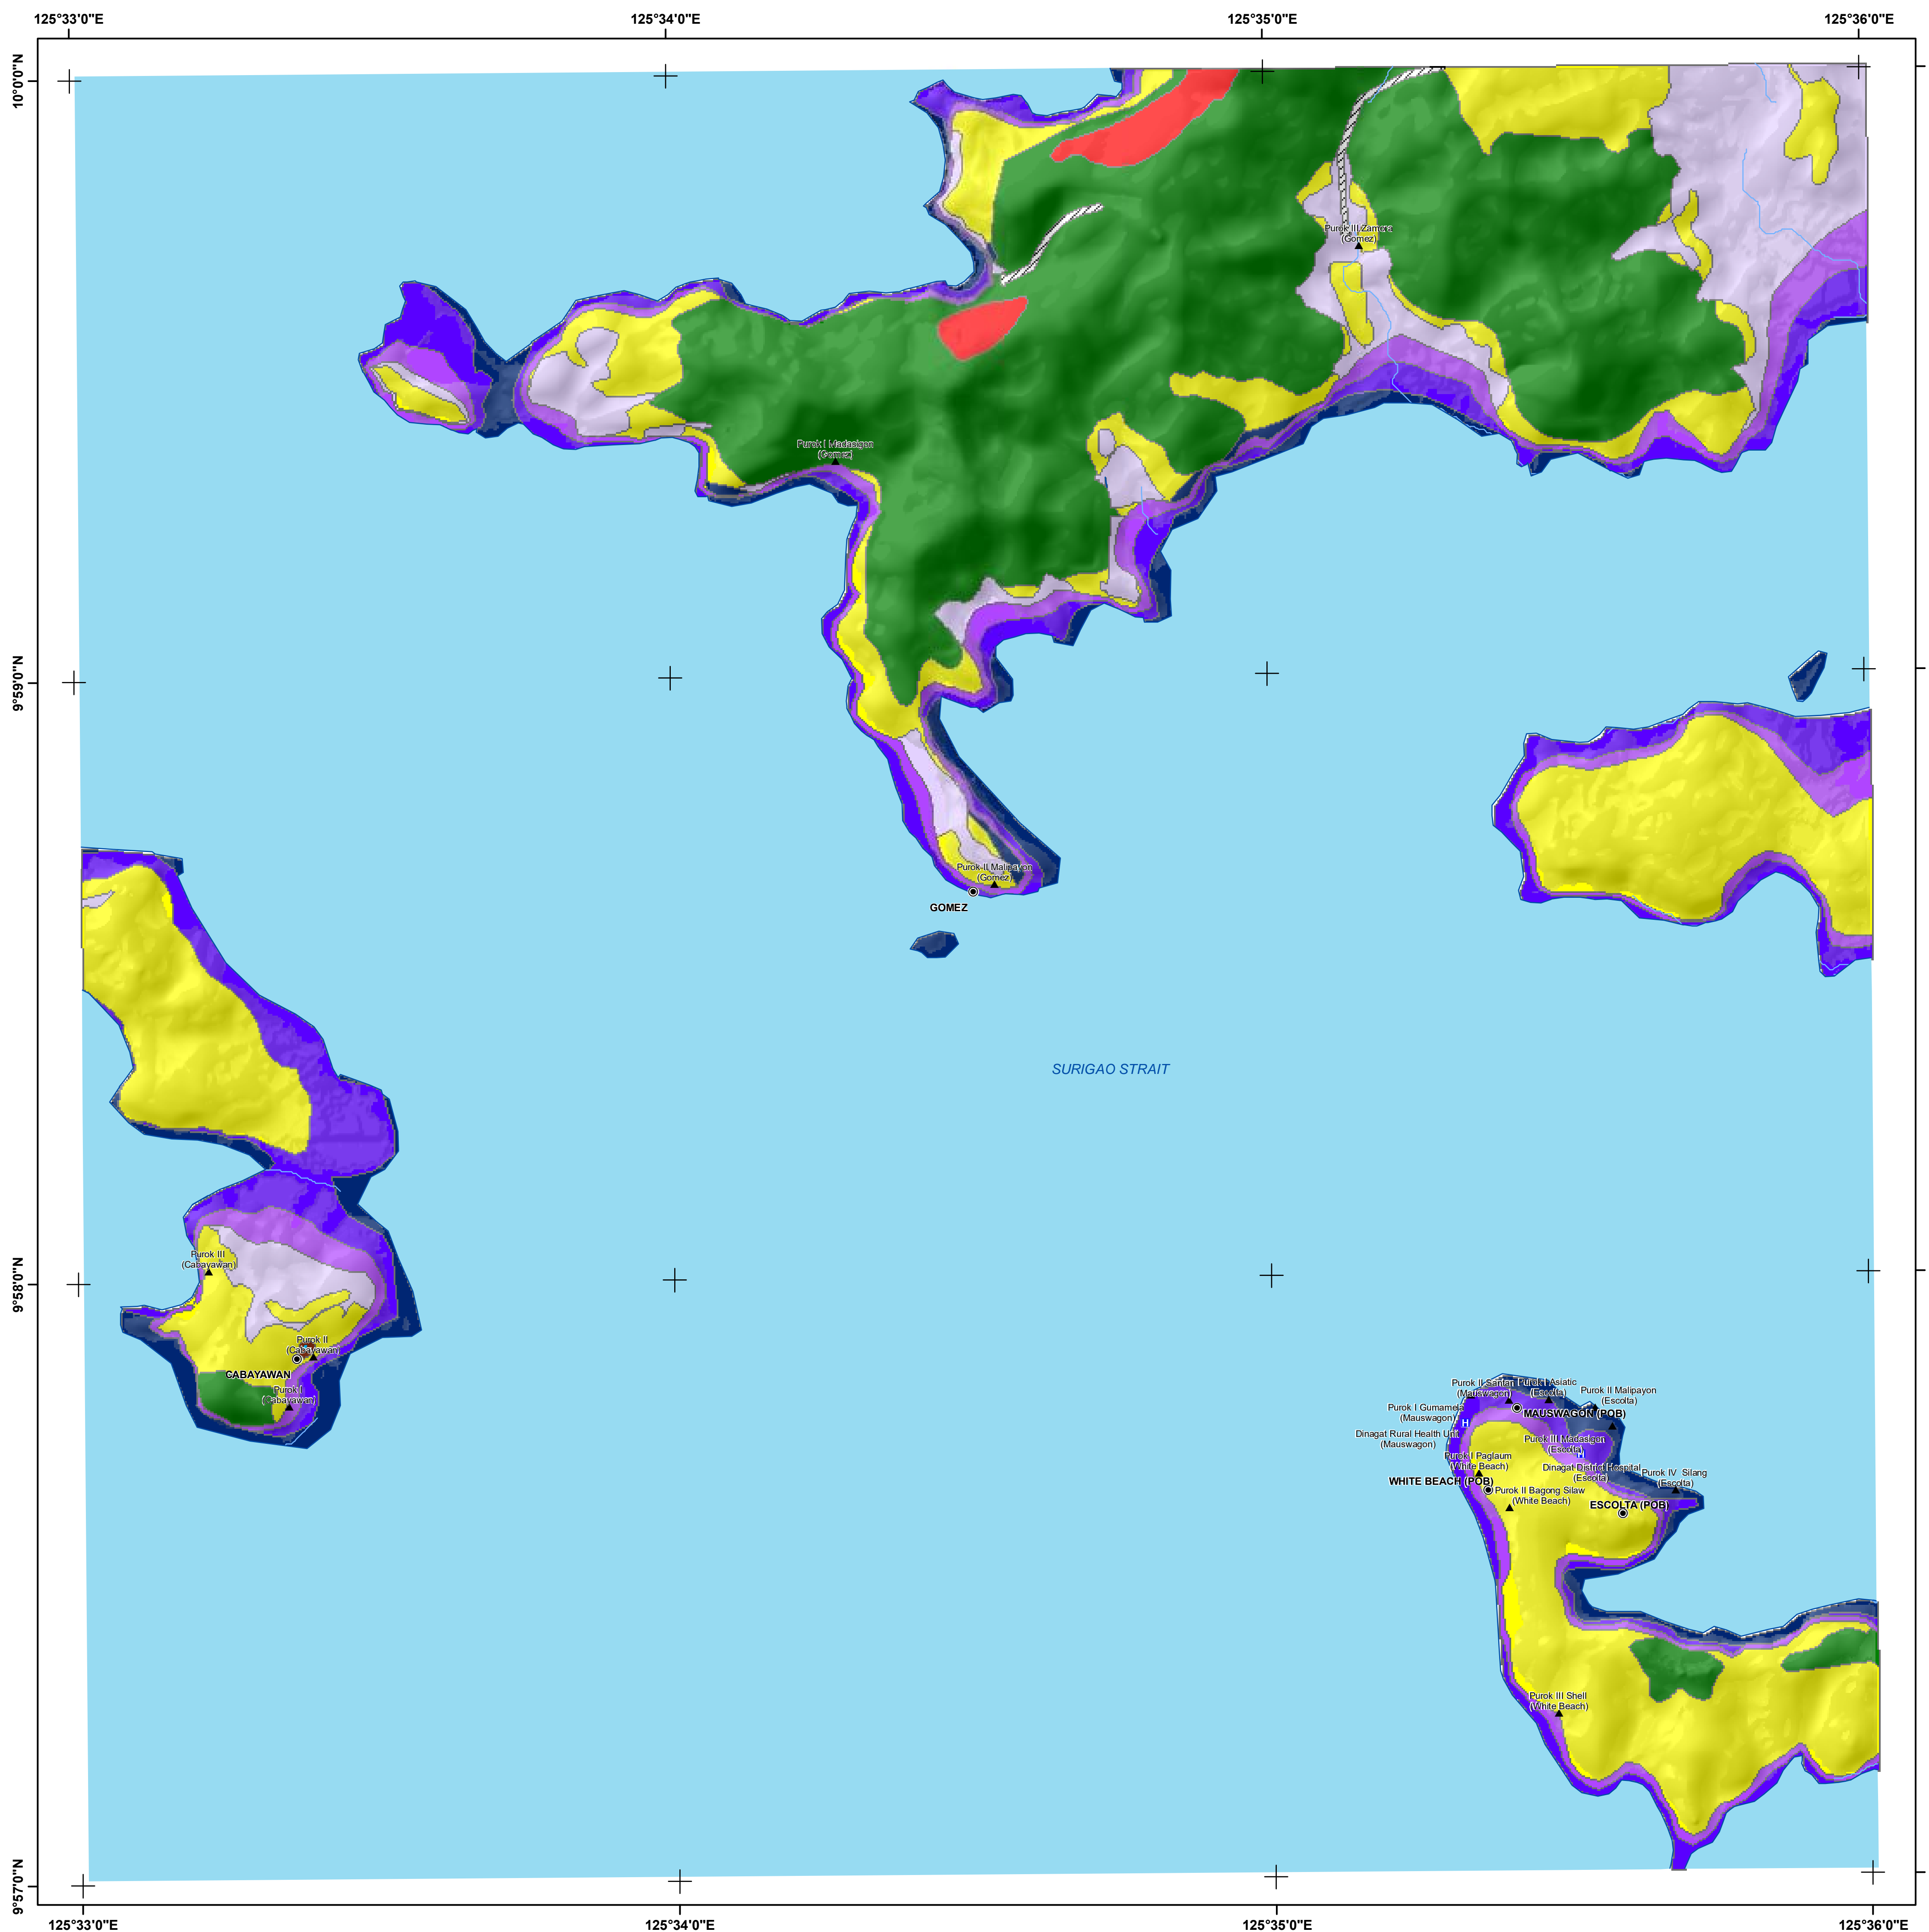 125°33'0"E 125°34'0"E 125°35'0"E 125°36'0"E
10°0'0"N
Purok III Zamora
(Gomez)
Purok I Madasigon
(Gomez)
9°59'0"N
Purok II Malipayon
(Gomez)
GOMEZ
SURIGAO STRAIT
Purok III
(Cabayawan)
9°58'0"N
Purok II
(Cabayawan)
CABAYAWAN
Purok I
(Cabayawan)
Purok II Santan
(Mauswagon)
Purok I Asiatic
(Escolta)
Purok II Malipayon
(Escolta)
Purok I Gumamela
(Mauswagon)
MAUSWAGON (POB)
H
Dinagat Rural Health Unit
(Mauswagon)
Purok III Madasigon
(Escolta)
H
Purok I Paglaum
(White Beach)
Dinagat District Hospital
(Escolta)
Purok IV Silang
(Escolta)
WHITE BEACH (POB)
Purok II Bagong Silaw
(White Beach)
ESCOLTA (POB)
Purok III Shell
(White Beach)
9°57'0"N
125°33'0"E 125°34'0"E 125°35'0"E 125°36'0"E